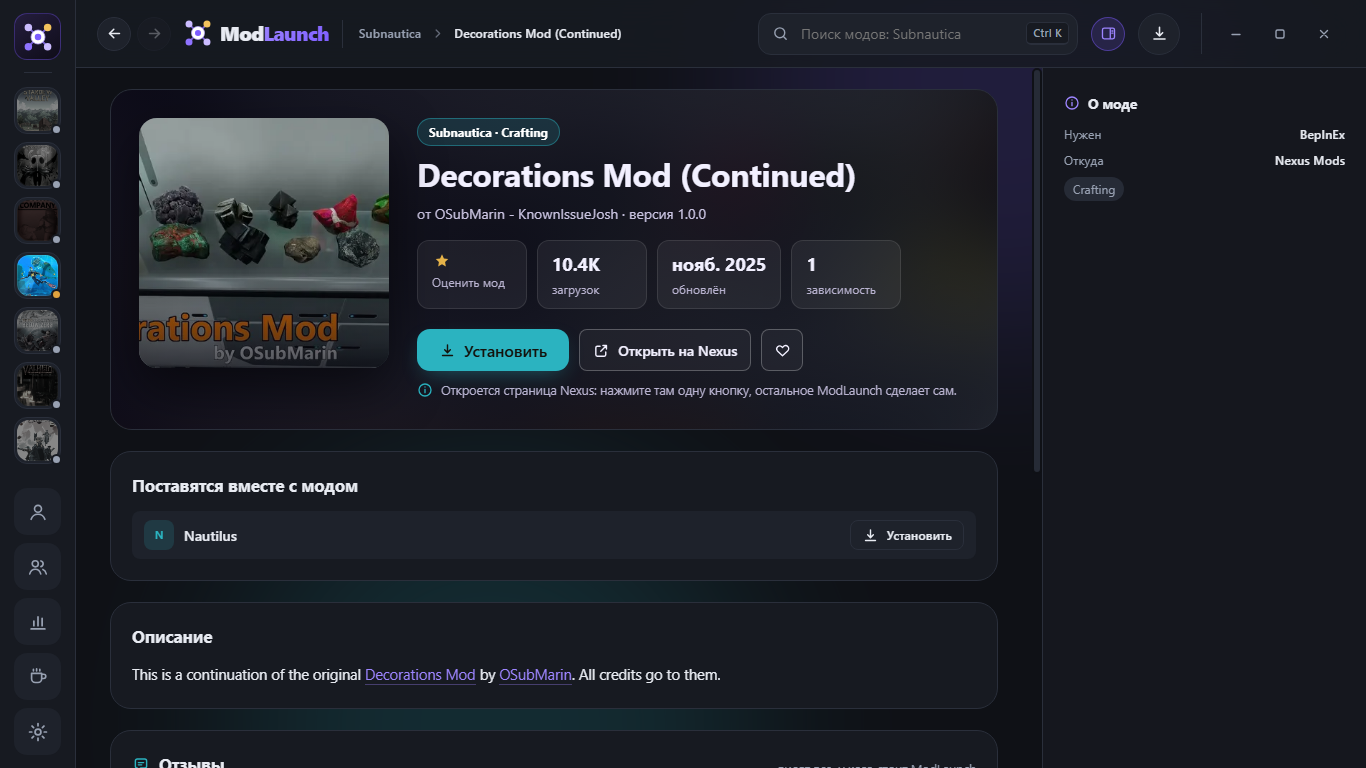 ModLaunch
Subnautica
Decorations Mod (Continued)
Поиск модов: Subnautica
Ctrl K
COMPANY
Subnautica · Crafting
Decorations Mod (Continued)
от OSubMarin - KnownIssueJosh · версия 1.0.0
Оценить мод
10.4K
загрузок
нояб. 2025
обновлён
1
зависимость
rations Mod
by OSubMarin
Установить
Открыть на Nexus
Откроется страница Nexus: нажмите там одну кнопку, остальное ModLaunch сделает сам.
Поставятся вместе с модом
N
Nautilus
Установить
Описание
This is a continuation of the original Decorations Mod by OSubMarin. All credits go to them.
Отзывы
О моде
Нужен
BepInEx
Откуда
Nexus Mods
Crafting